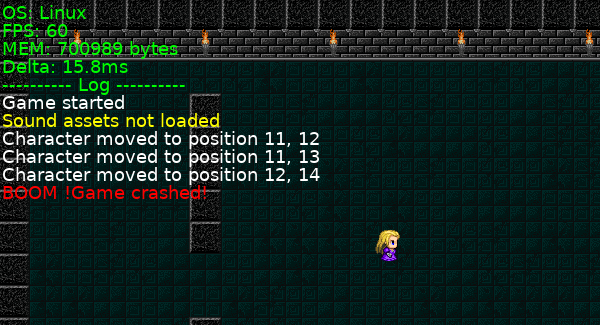 OS: Linux
FPS: 60
MEM: 700989 bytes
Delta: 15.8ms
---------- Log ----------
Game started
Sound assets not loaded
Character moved to position 11, 12
Character moved to position 11, 13
Character moved to position 12, 14
BOOM !Game crashed!